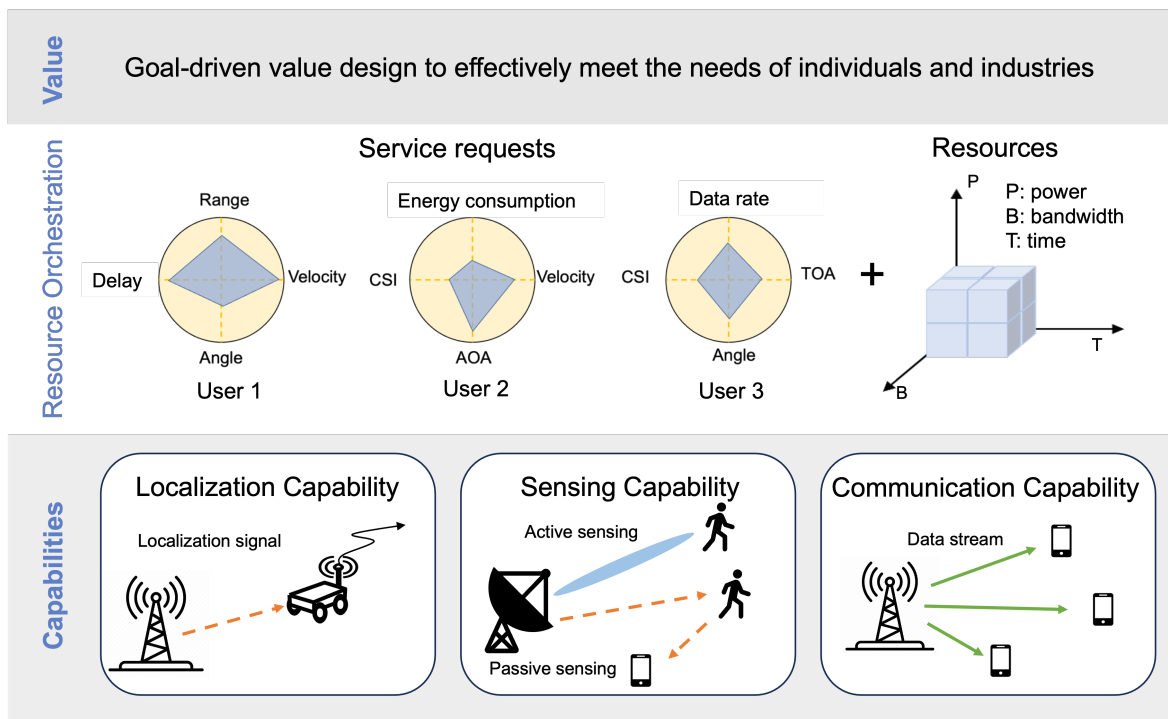 Value
Goal-driven value design to effectively meet the needs of individuals and industries
Resource Orchestration
Service requests
Resources
Range
Delay
Velocity
Angle
User 1
Energy consumption
CSI
Velocity
AOA
User 2
Data rate
CSI
TOA
Angle
User 3
+
P
P: power
B: bandwidth
T: time
T
B
Capabilities
Localization Capability
Localization signal
Sensing Capability
Active sensing
Passive sensing
Communication Capability
Data stream